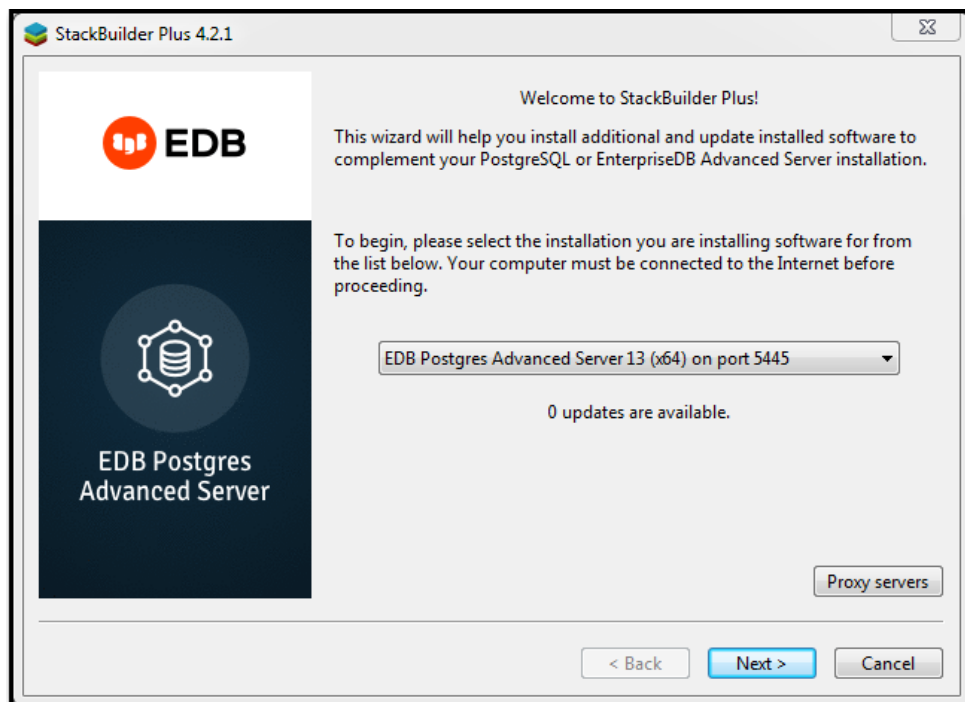 StackBuilder Plus 4.2.1
EDB
Welcome to StackBuilder Plus!
This wizard will help you install additional and update installed software to
complement your PostgreSQL or EnterpriseDB Advanced Server installation.
To begin, please select the installation you are installing software for from
the list below. Your computer must be connected to the Internet before
proceeding.
EDB Postgres Advanced Server 13 (x64) on port 5445
0 updates are available.
EDB Postgres
Advanced Server
Proxy servers
< Back
Next >
Cancel